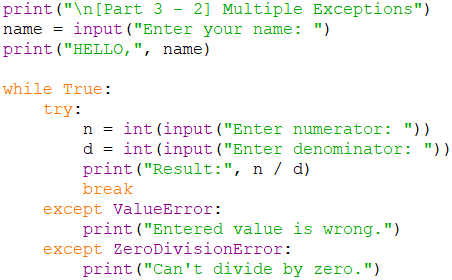 print("\n[Part 3 - 2] Multiple Exceptions")
name = input("Enter your name: ")
print("HELLO,", name)

while True:
    try:
        n = int(input("Enter numerator: "))
        d = int(input("Enter denominator: "))
        print("Result:", n / d)
        break
    except ValueError:
        print("Entered value is wrong.")
    except ZeroDivisionError:
        print("Can't divide by zero.")